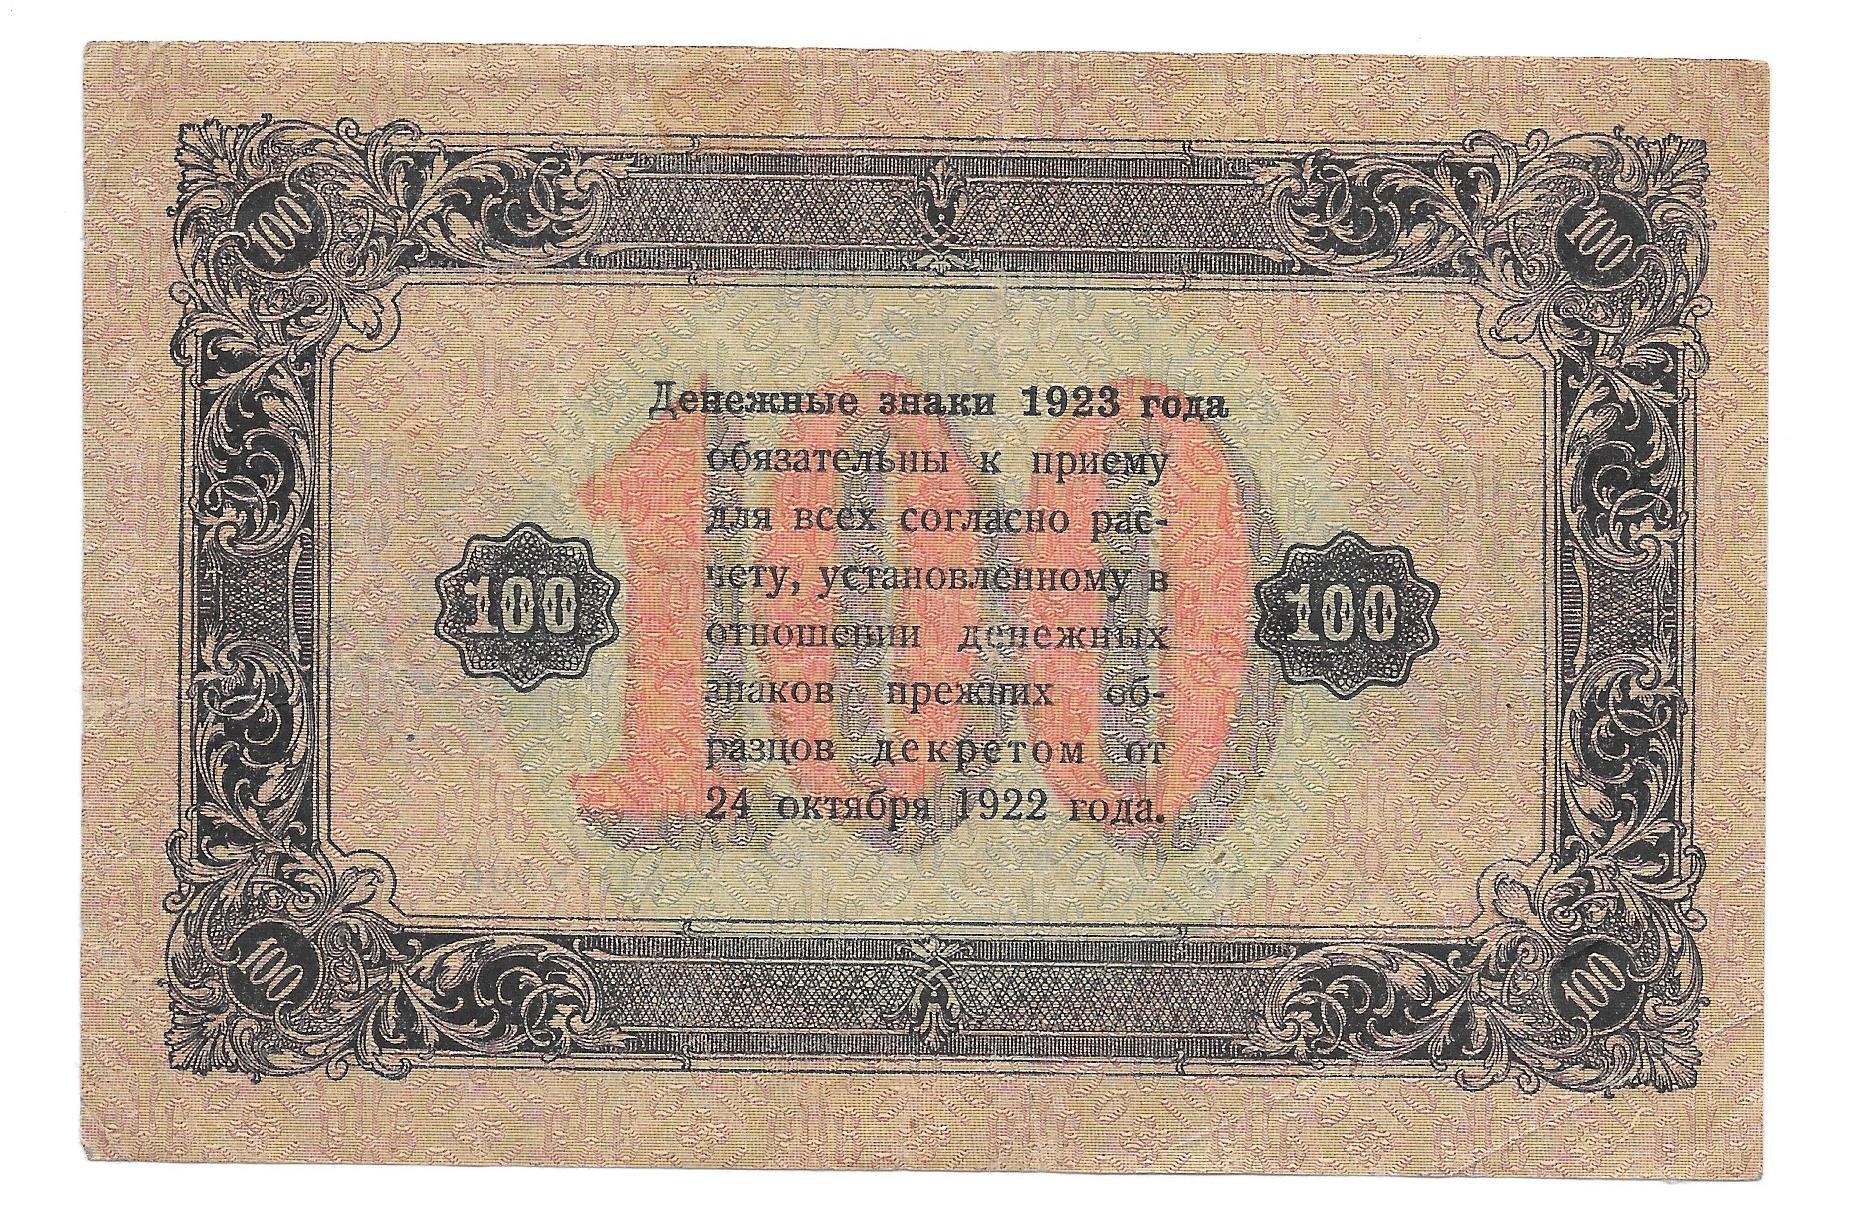 100 100
Денежные знаки 1923 года
обязательны к приему
для всех согласно рас-
чету, установленному в
отношении денежных
знаков прежних об-
разцов декретом от
24 октября 1922 года.
100
100 100
100 100